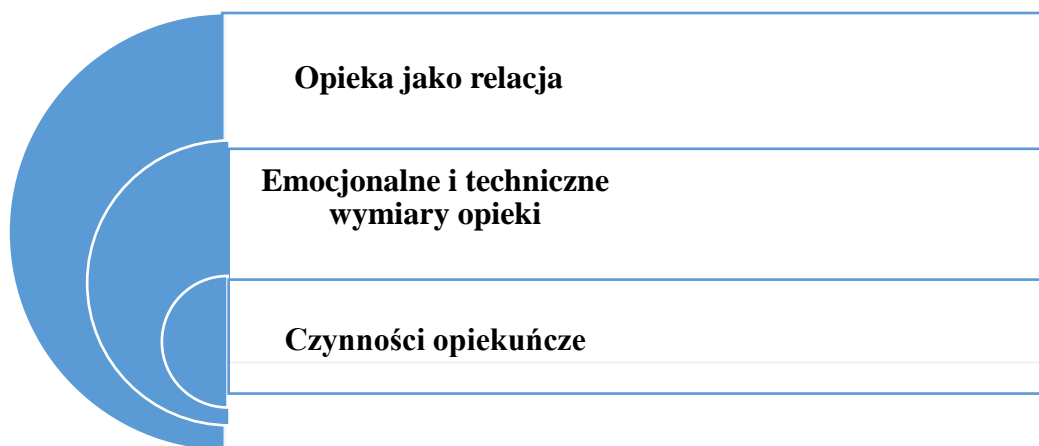 Opieka jako relacja
Emocjonalne i techniczne
wymiary opieki
Czynności opiekuńcze